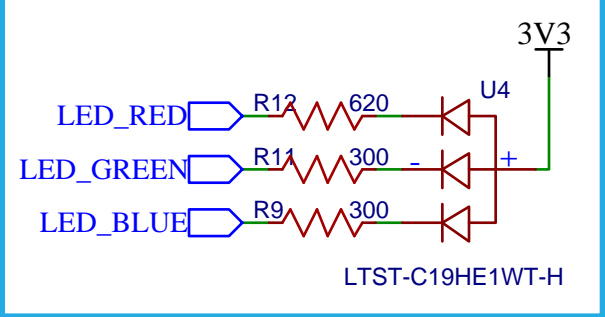 3V3
U4
LED_RED R12 620
LED_GREEN R11 300 - +
LED_BLUE R9 300
LTST-C19HE1WT-H